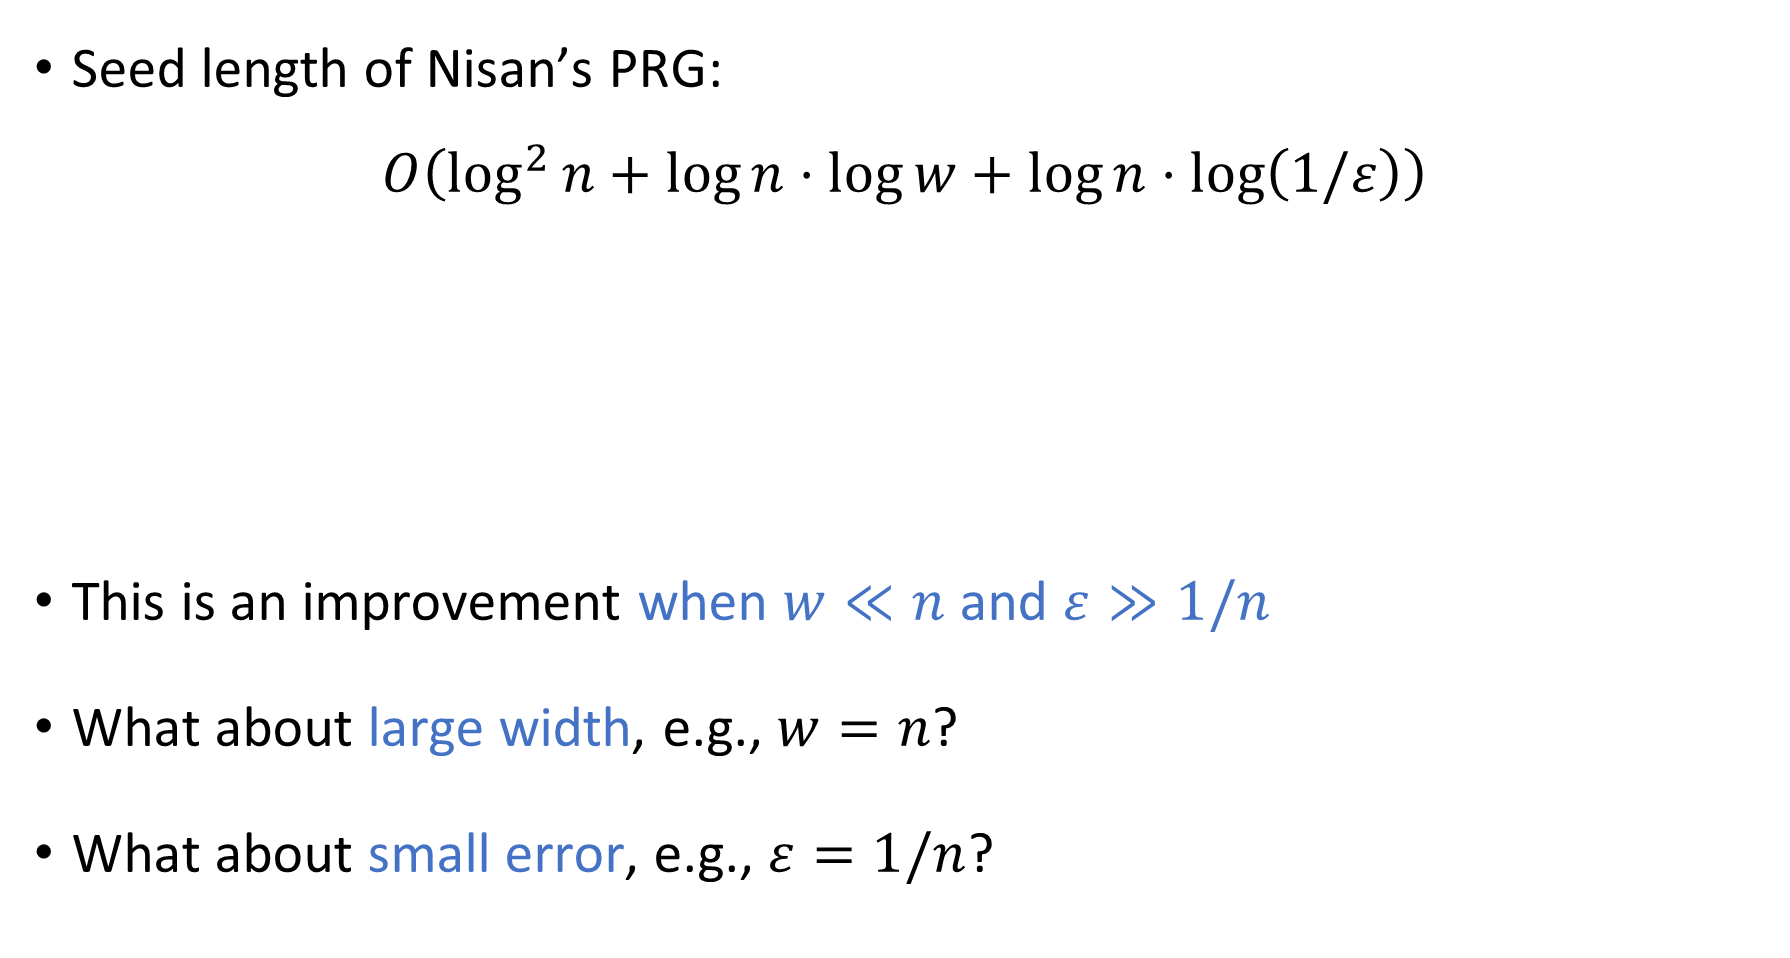 • Seed length of Nisan’s PRG:
O(log² n + log n · log w + log n · log(1/ε))
• This is an improvement when w ≪ n and ε ≫ 1/n
• What about large width, e.g., w = n?
• What about small error, e.g., ε = 1/n?